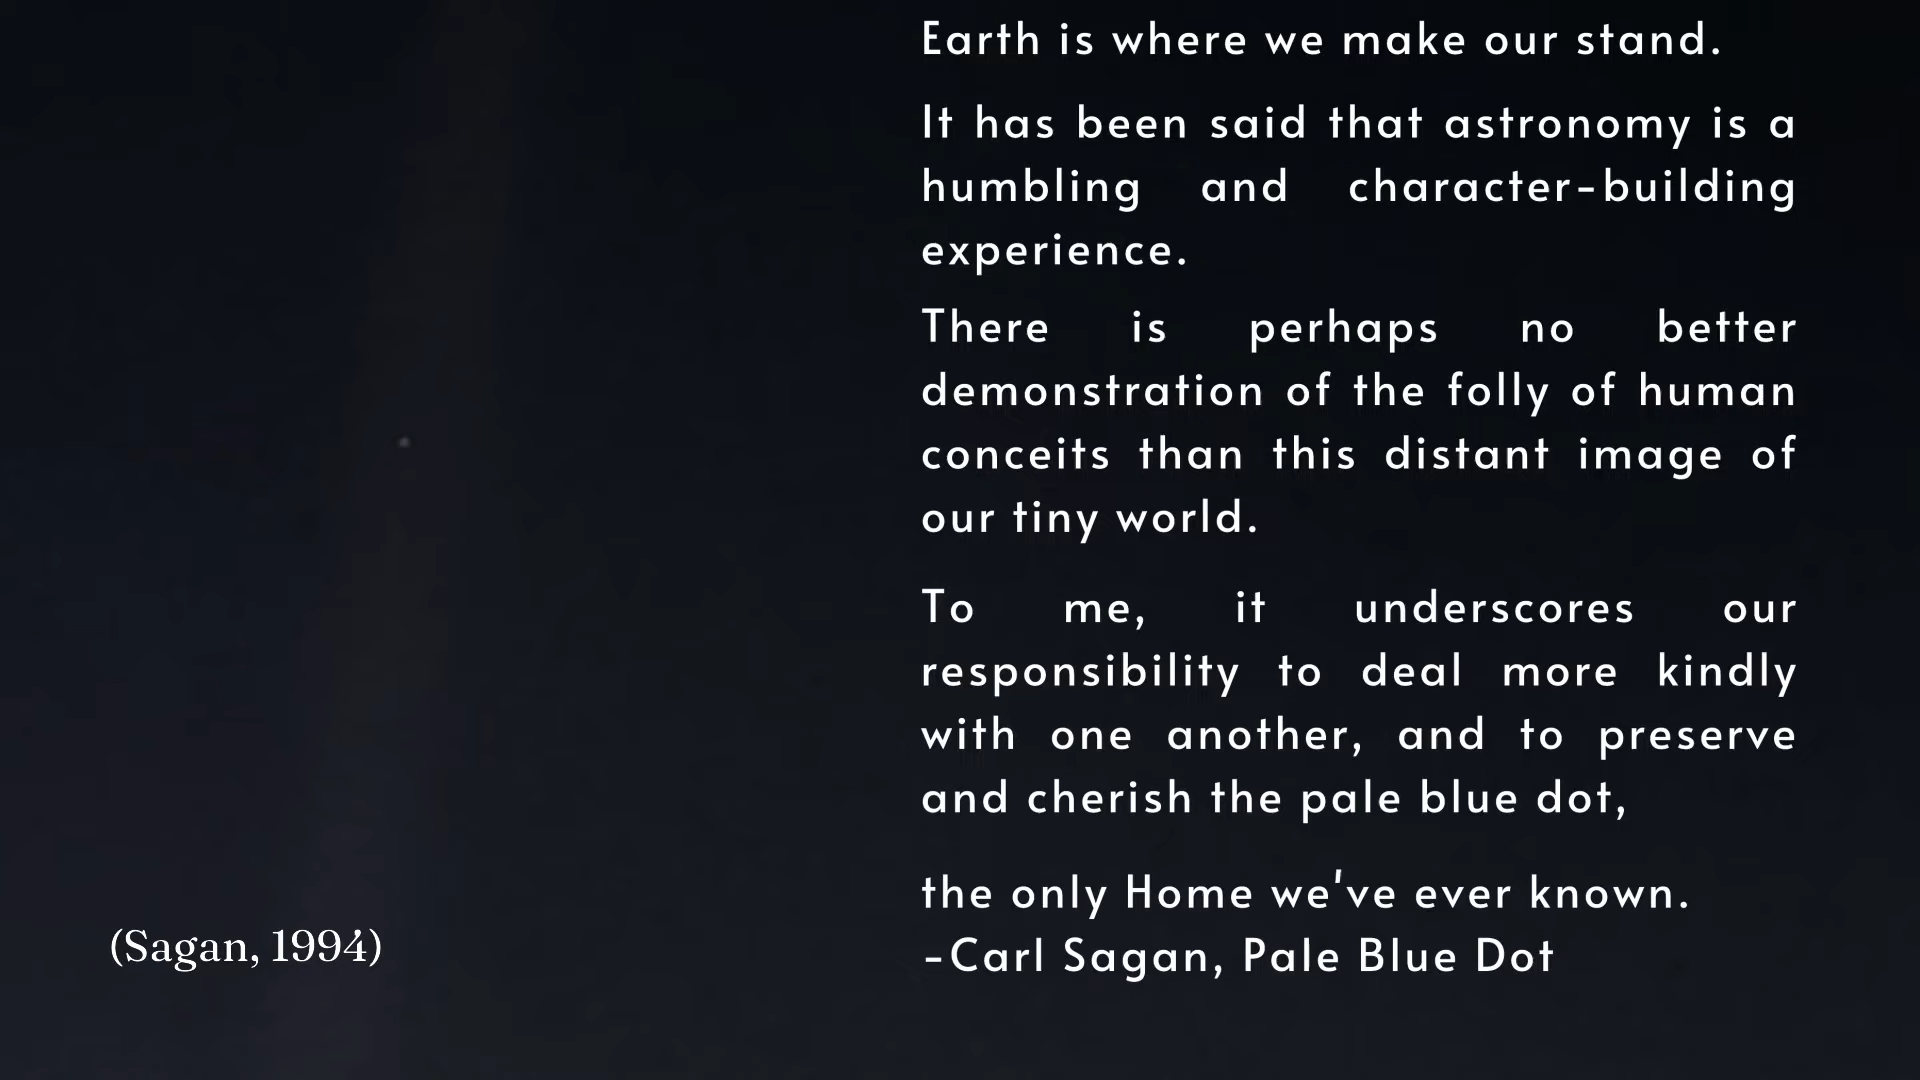 Earth is where we make our stand.
It has been said that astronomy is a
humbling and character-building
experience.
There is perhaps no better
demonstration of the folly of human
conceits than this distant image of
our tiny world.
To me, it underscores our
responsibility to deal more kindly
with one another, and to preserve
and cherish the pale blue dot,
the only Home we've ever known.
-Carl Sagan, Pale Blue Dot
(Sagan, 1994)